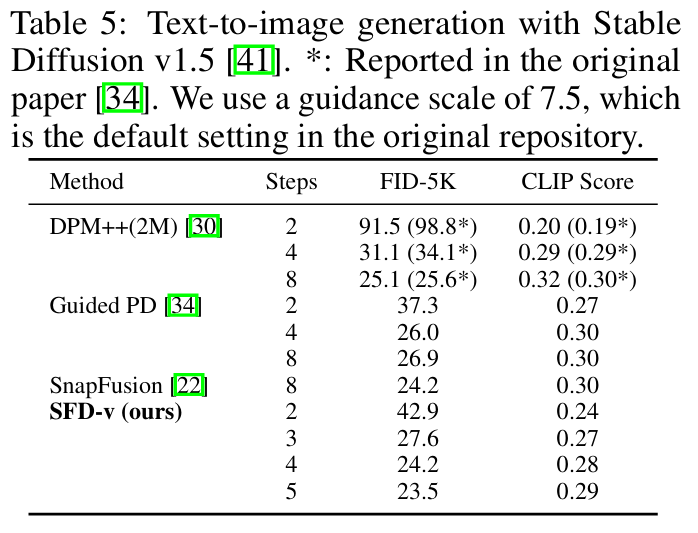 Table 5: Text-to-image generation with Stable
Diffusion v1.5 [41]. *: Reported in the original
paper [34]. We use a guidance scale of 7.5, which
is the default setting in the original repository.
Method Steps FID-5K CLIP Score
DPM++(2M) [30] 2 91.5 (98.8*) 0.20 (0.19*)
4 31.1 (34.1*) 0.29 (0.29*)
8 25.1 (25.6*) 0.32 (0.30*)
Guided PD [34] 2 37.3 0.27
4 26.0 0.30
8 26.9 0.30
SnapFusion [22] 8 24.2 0.30
SFD-v (ours) 2 42.9 0.24
3 27.6 0.27
4 24.2 0.28
5 23.5 0.29